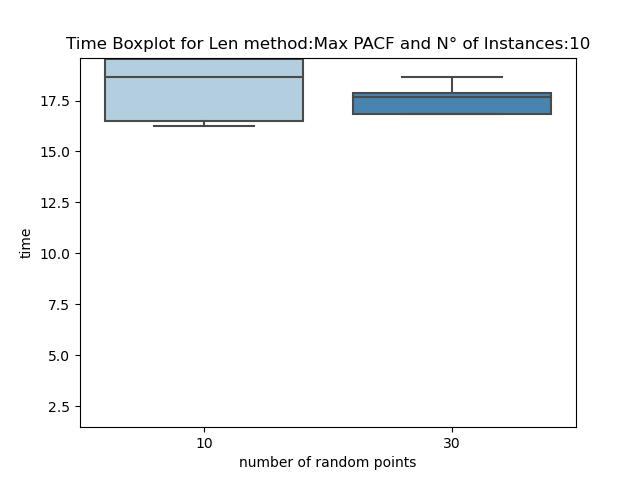 Time Boxplot for Len method:Max PACF and N° of Instances:10
17.5
15.0
12.5
10.0
7.5
5.0
2.5
time
10 30
number of random points